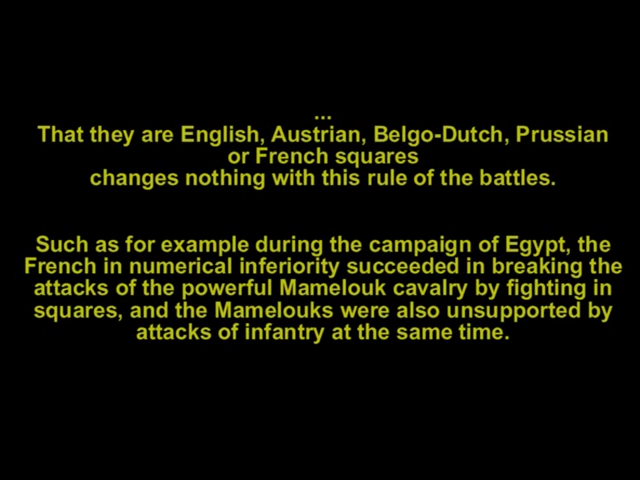 ...
That they are English, Austrian, Belgo-Dutch, Prussian
or French squares
changes nothing with this rule of the battles.
Such as for example during the campaign of Egypt, the
French in numerical inferiority succeeded in breaking the
attacks of the powerful Mamelouk cavalry by fighting in
squares, and the Mamelouks were also unsupported by
attacks of infantry at the same time.